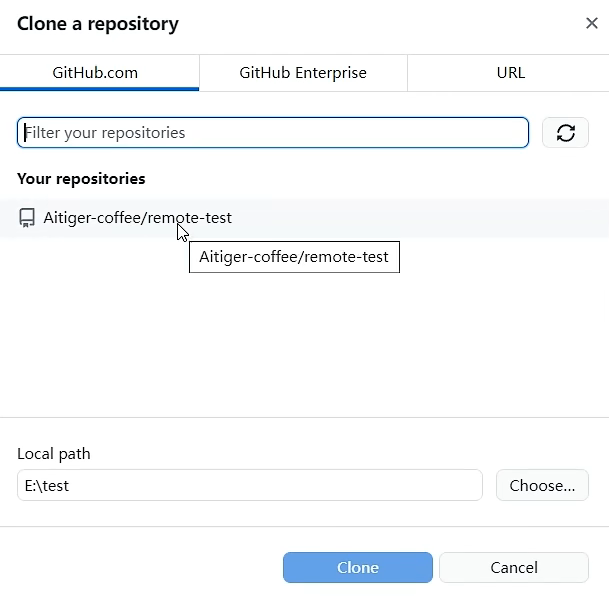 Clone a repository
GitHub.com
GitHub Enterprise
URL
Filter your repositories
Your repositories
Aitiger-coffee/remote-test
Aitiger-coffee/remote-test
Local path
E:\test
Choose...
Clone
Cancel